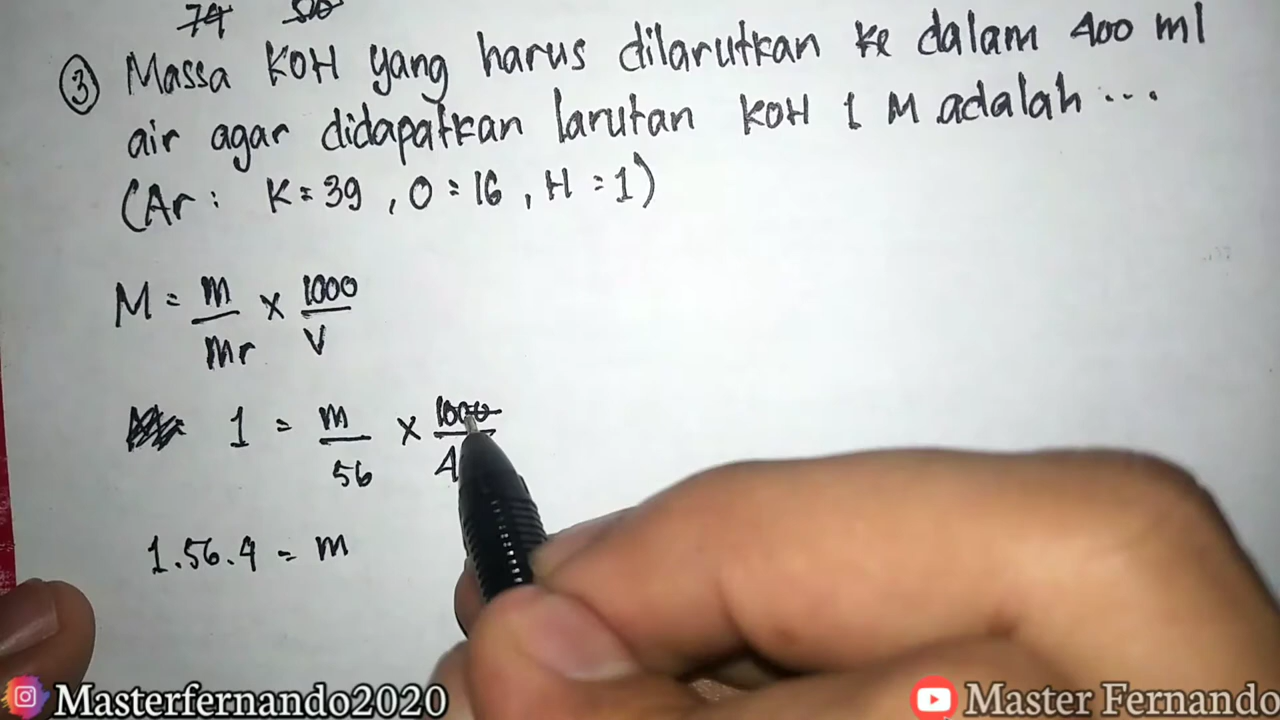 74
③ Massa KOH yang harus dilarutkan ke dalam 400 ml
air agar didapatkan larutan KOH 1 M adalah ...
(Ar : K = 39 , O = 16 , H = 1)
M = m/mr × 1000/V
1 = m/56 × 1000/4
1.56.4 = m
Masterfernando2020
Master Fernando